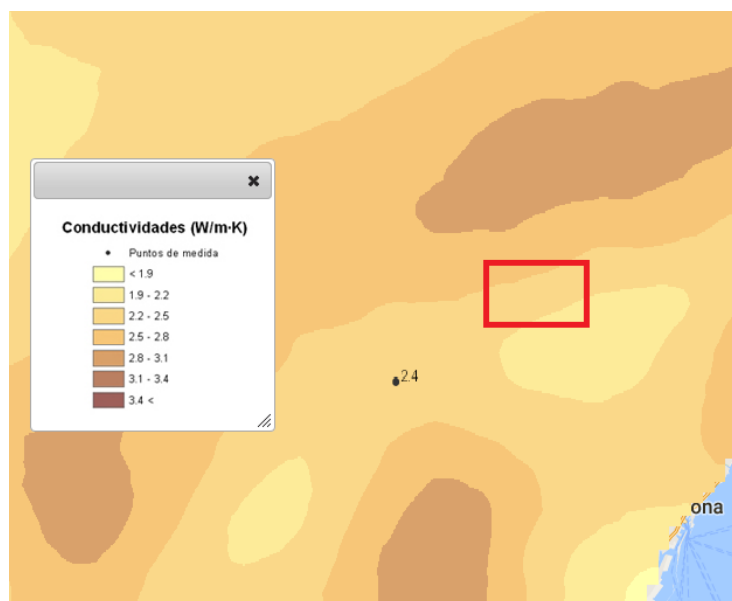 Conductividades (W/m·K)
Puntos de medida
< 1.9
1.9 - 2.2
2.2 - 2.5
2.5 - 2.8
2.8 - 3.1
3.1 - 3.4
3.4 <
2.4
ona